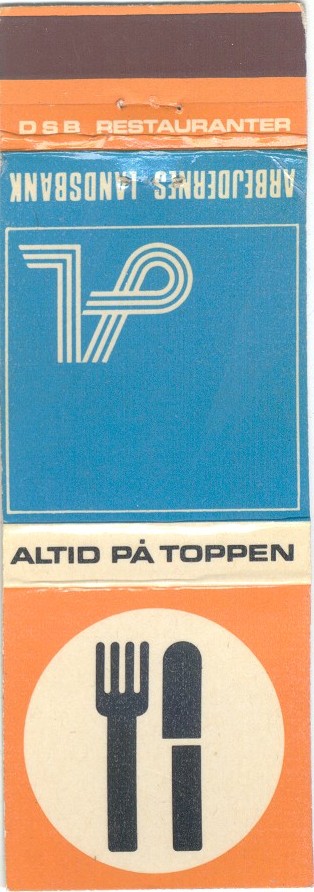 DSB RESTAURANTER
ARBEJDERNES LANDSBANK
ALTID PÅ TOPPEN